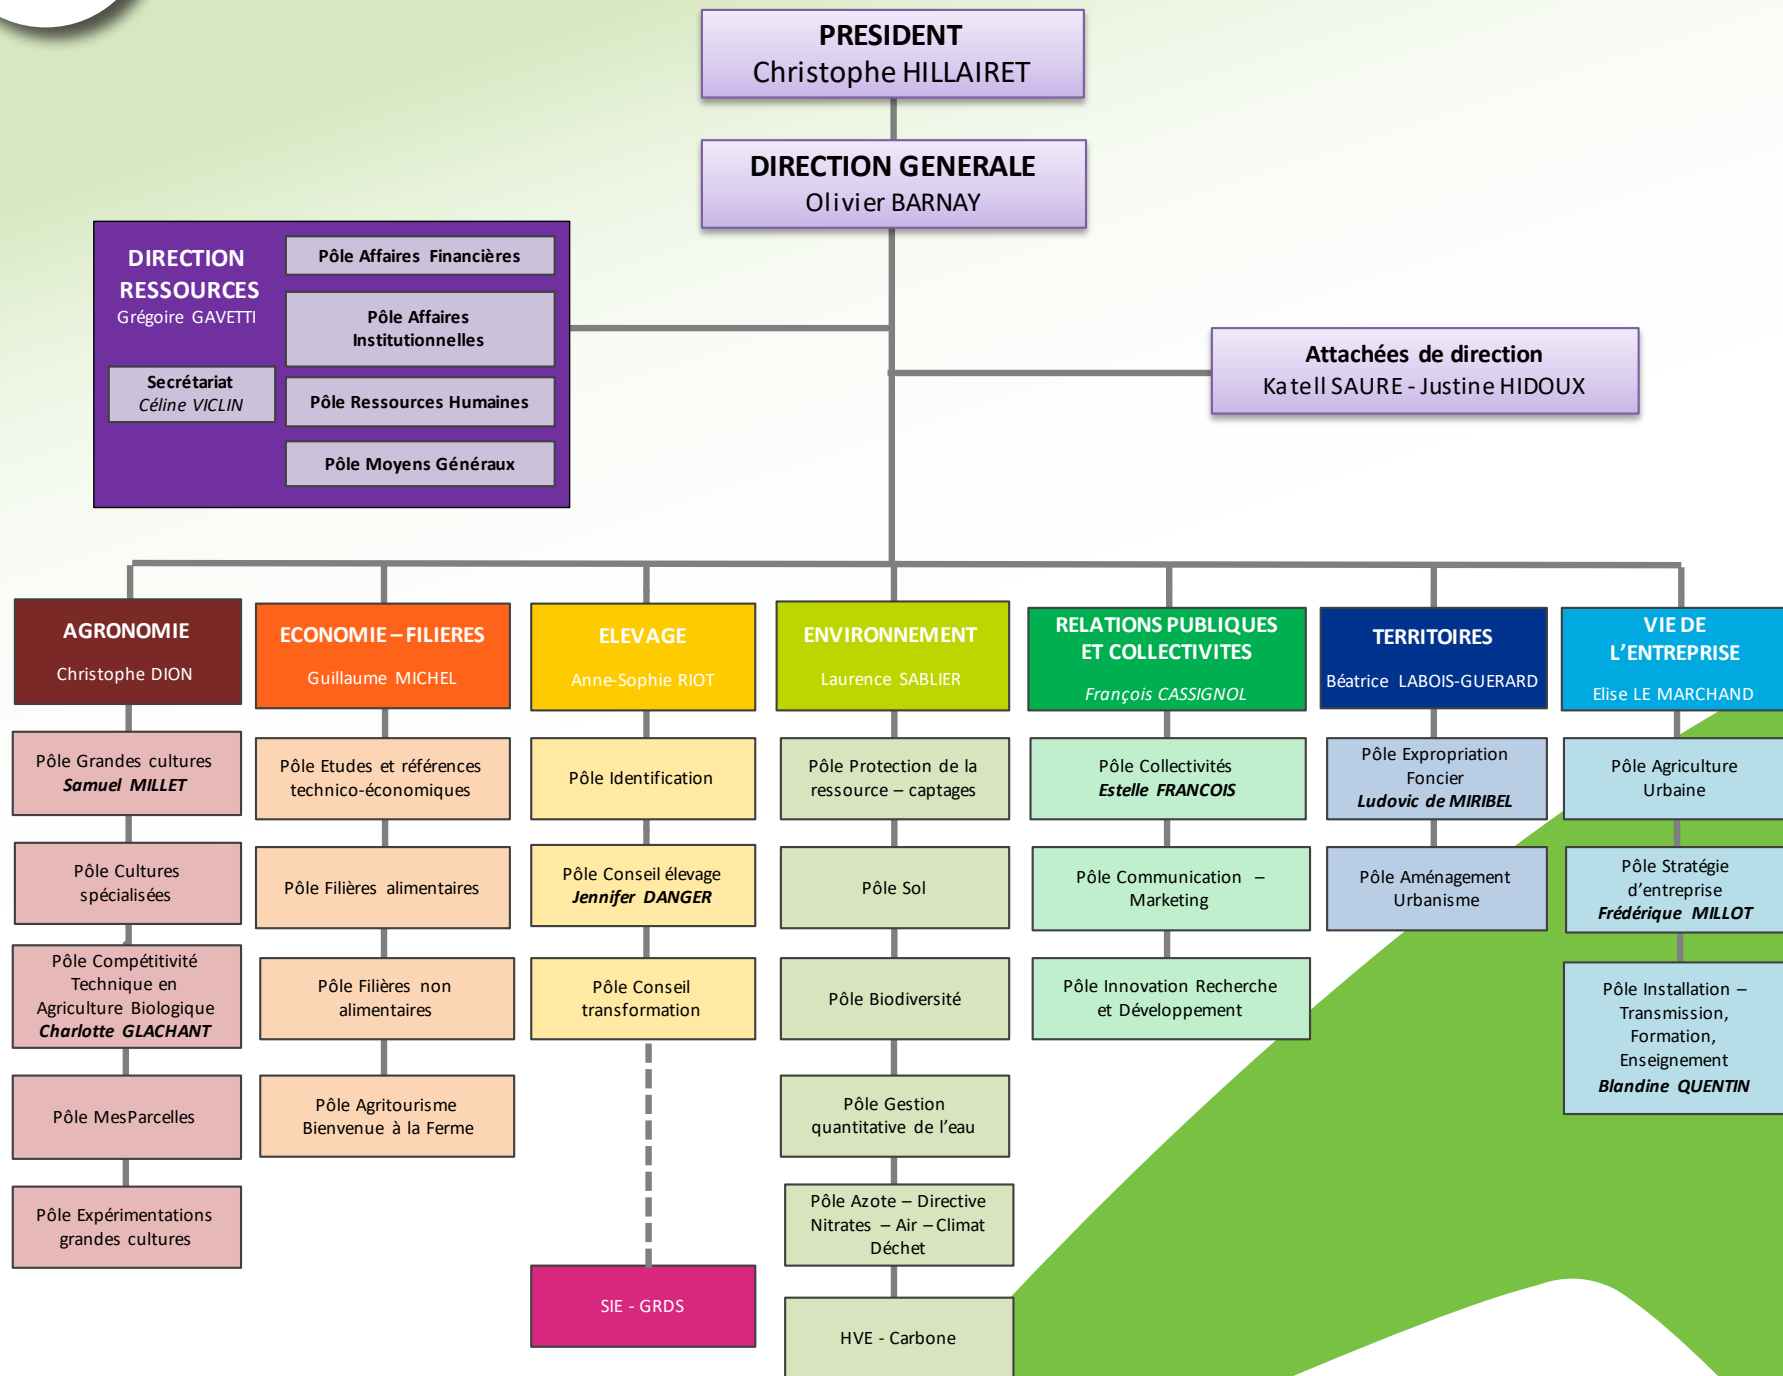 PRESIDENT
Christophe HILLAIRET
DIRECTION GENERALE
Olivier BARNAY
DIRECTION
RESSOURCES
Grégoire GAVETTI
Secrétariat
Céline VICLIN
Pôle Affaires Financières
Pôle Affaires
Institutionnelles
Pôle Ressources Humaines
Pôle Moyens Généraux
Attachées de direction
Katell SAURE - Justine HIDOUX
AGRONOMIE
Christophe DION
Pôle Grandes cultures
Samuel MILLET
Pôle Cultures
spécialisées
Pôle Compétitivité
Technique en
Agriculture Biologique
Charlotte GLACHANT
Pôle MesParcelles
Pôle Expérimentations
grandes cultures
ECONOMIE – FILIERES
Guillaume MICHEL
Pôle Etudes et références
technico-économiques
Pôle Filières alimentaires
Pôle Filières non
alimentaires
Pôle Agritourisme
Bienvenue à la Ferme
ELEVAGE
Anne-Sophie RIOT
Pôle Identification
Pôle Conseil élevage
Jennifer DANGER
Pôle Conseil
transformation
SIE - GRDS
ENVIRONNEMENT
Laurence SABLIER
Pôle Protection de la
ressource – captages
Pôle Sol
Pôle Biodiversité
Pôle Gestion
quantitative de l'eau
Pôle Azote – Directive
Nitrates – Air – Climat
Déchet
HVE - Carbone
RELATIONS PUBLIQUES
ET COLLECTIVITES
François CASSIGNOL
Pôle Collectivités
Estelle FRANCOIS
Pôle Communication –
Marketing
Pôle Innovation Recherche
et Développement
TERRITOIRES
Béatrice LABOIS-GUERARD
Pôle Expropriation
Foncier
Ludovic de MIRIBEL
Pôle Aménagement
Urbanisme
VIE DE
L'ENTREPRISE
Elise LE MARCHAND
Pôle Agriculture
Urbaine
Pôle Stratégie
d'entreprise
Frédérique MILLOT
Pôle Installation –
Transmission,
Formation,
Enseignement
Blandine QUENTIN